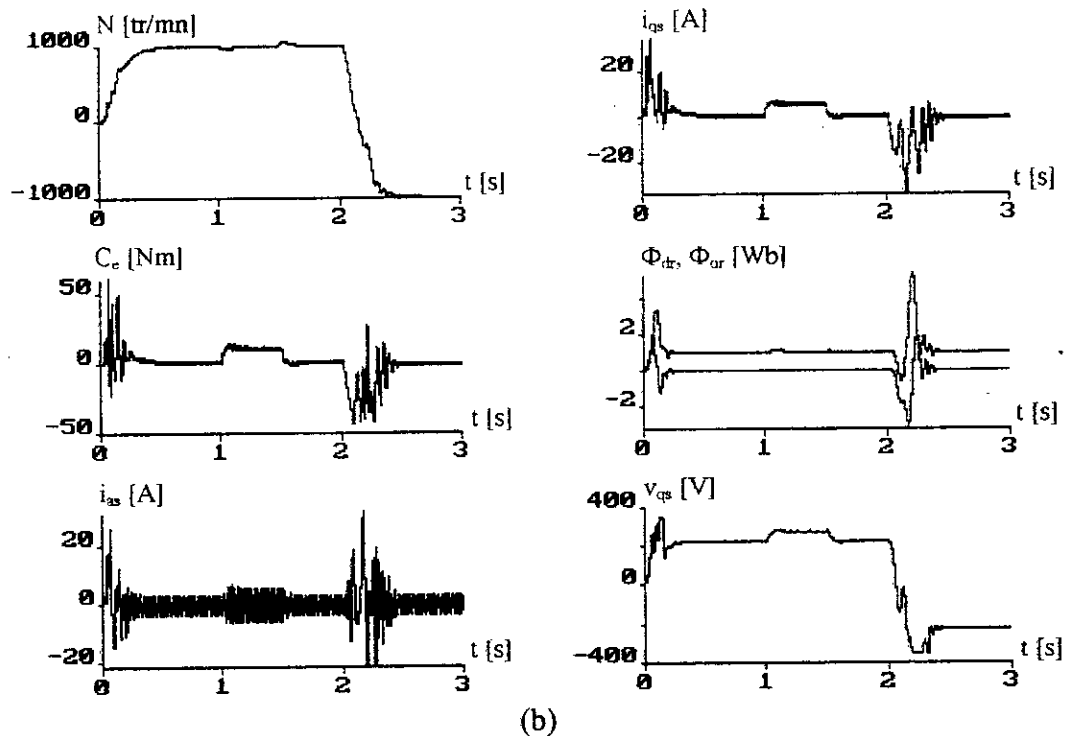 N [tr/mn]
1000
0
-1000
0 1 2 3
t [s]
i_qs [A]
20
-20
0 1 2 3
t [s]
C_e [Nm]
50
0
-50
0 1 2 3
t [s]
Φ_dr, Φ_qr [Wb]
2
-2
0 1 2 3
t [s]
i_as [A]
20
0
-20
0 1 2 3
t [s]
v_qs [V]
400
0
-400
0 1 2 3
t [s]
(b)